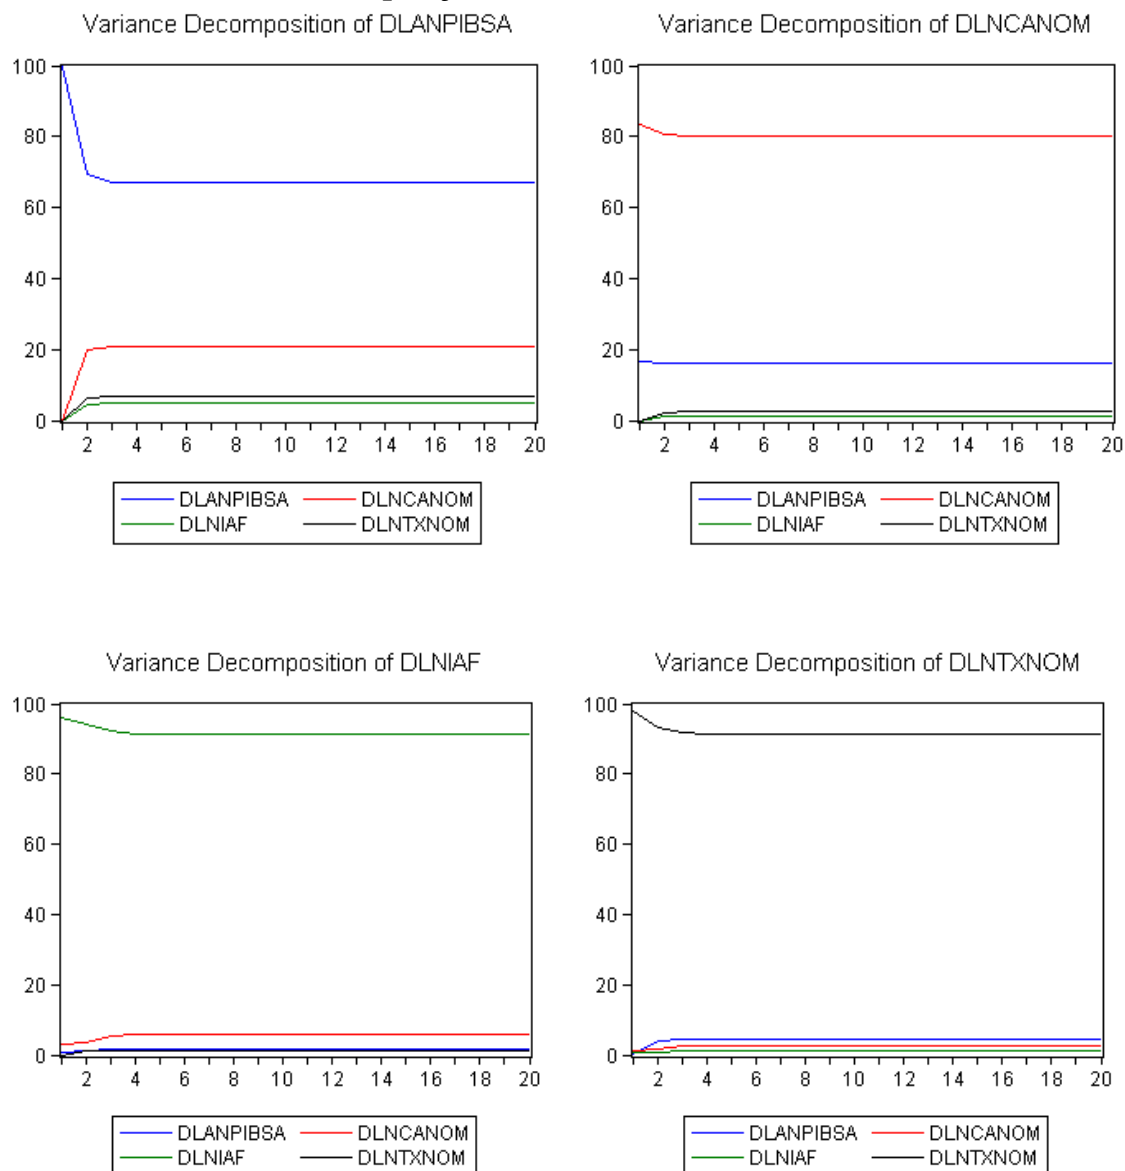 Variance Decomposition of DLANPIBSA
100
80
60
40
20
0
2 4 6 8 10 12 14 16 18 20
DLANPIBSA DLNCANOM
DLNIAF DLNTXNOM
Variance Decomposition of DLNCANOM
100
80
60
40
20
0
2 4 6 8 10 12 14 16 18 20
DLANPIBSA DLNCANOM
DLNIAF DLNTXNOM
Variance Decomposition of DLNIAF
100
80
60
40
20
0
2 4 6 8 10 12 14 16 18 20
DLANPIBSA DLNCANOM
DLNIAF DLNTXNOM
Variance Decomposition of DLNTXNOM
100
80
60
40
20
0
2 4 6 8 10 12 14 16 18 20
DLANPIBSA DLNCANOM
DLNIAF DLNTXNOM